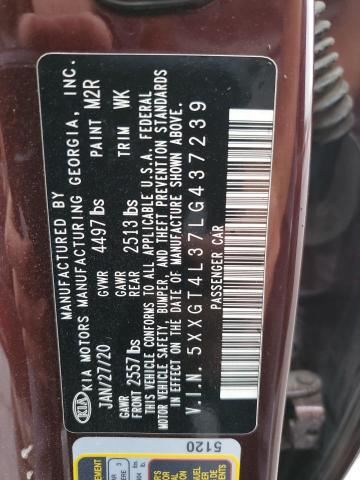 MANUFACTURED BY
KIA KIA MOTORS MANUFACTURING GEORGIA, INC.
JAN/27/20 GVWR 4497 lbs PAINT M2R
GAWR FRONT 2557 lbs GAWR REAR 2513 lbs TRIM WK
THIS VEHICLE CONFORMS TO ALL APPLICABLE U.S.A. FEDERAL
MOTOR VEHICLE SAFETY, BUMPER, AND THEFT PREVENTION STANDARDS
IN EFFECT ON THE DATE OF MANUFACTURE SHOWN ABOVE.
V.I.N. 5XXGT4L37LG437239
PASSENGER CAR
5120